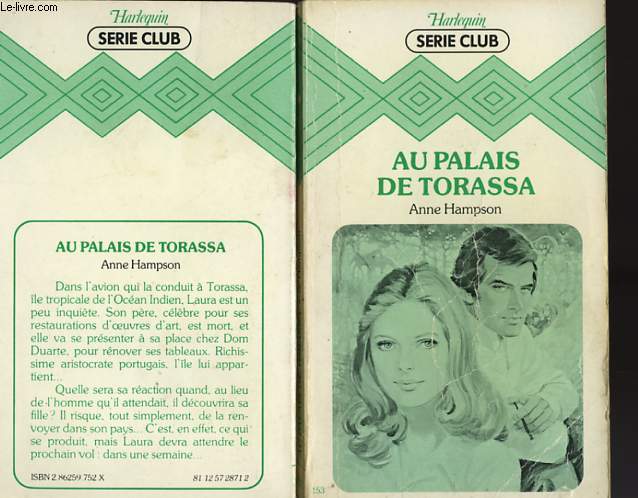 Le-livre.com
Harlequin
SERIE CLUB
AU PALAIS DE TORASSA
Anne Hampson
Dans l'avion qui la conduit à Torassa,
île tropicale de l'Océan Indien, Laura est un
peu inquiète. Son père, célèbre pour ses
restaurations d'œuvres d'art, est mort, et
elle va se présenter à sa place chez Dom
Duarte, pour rénover ses tableaux. Richis-
sime aristocrate portugais, l'île lui appar-
tient...
Quelle sera sa réaction quand, au lieu
de l'homme qu'il attendait, il découvrira sa
fille? Il risque, tout simplement, de la ren-
voyer dans son pays... C'est, en effet, ce qui
se produit, mais Laura devra attendre le
prochain vol: dans une semaine...
ISBN 2 86259 752 X
81 12 57 2871 2
Harlequin
SERIE CLUB
AU PALAIS
DE TORASSA
Anne Hampson
153